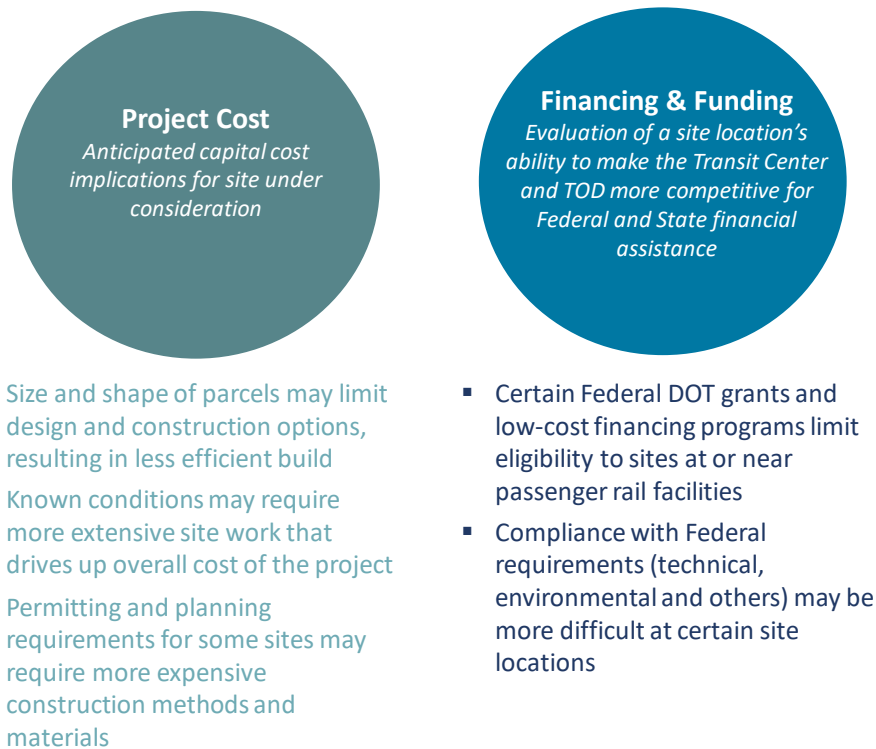 Project Cost
Anticipated capital cost
implications for site under
consideration
Size and shape of parcels may limit
design and construction options,
resulting in less efficient build
Known conditions may require
more extensive site work that
drives up overall cost of the project
Permitting and planning
requirements for some sites may
require more expensive
construction methods and
materials
Financing & Funding
Evaluation of a site location's
ability to make the Transit Center
and TOD more competitive for
Federal and State financial
assistance
▪ Certain Federal DOT grants and
low-cost financing programs limit
eligibility to sites at or near
passenger rail facilities
▪ Compliance with Federal
requirements (technical,
environmental and others) may be
more difficult at certain site
locations